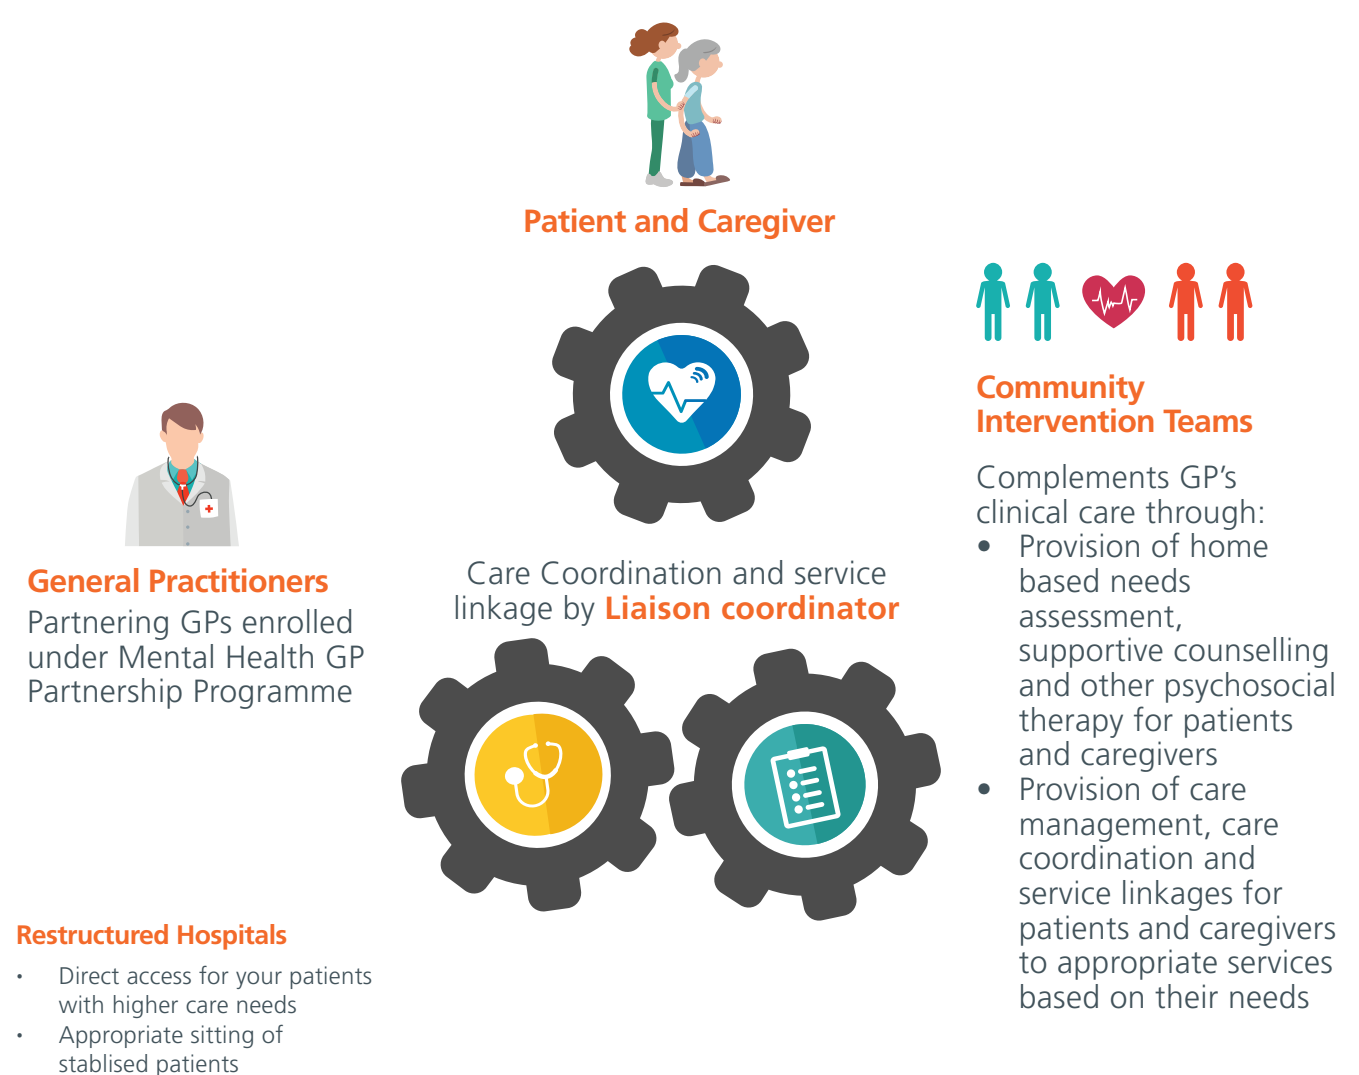 Patient and Caregiver
Community
Intervention Teams
Complements GP’s
clinical care through:
• Provision of home
based needs
assessment,
supportive counselling
and other psychosocial
therapy for patients
and caregivers
• Provision of care
management, care
coordination and
service linkages for
patients and caregivers
to appropriate services
based on their needs
General Practitioners
Partnering GPs enrolled
under Mental Health GP
Partnership Programme
Care Coordination and service
linkage by Liaison coordinator
Restructured Hospitals
• Direct access for your patients
with higher care needs
• Appropriate sitting of
stablised patients